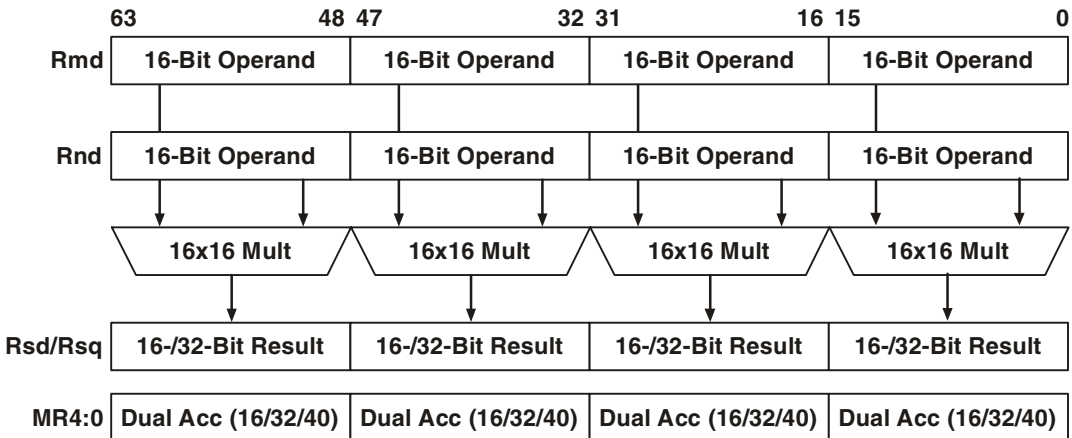 63 48 47 32 31 16 15 0
Rmd 16-Bit Operand 16-Bit Operand 16-Bit Operand 16-Bit Operand
Rnd 16-Bit Operand 16-Bit Operand 16-Bit Operand 16-Bit Operand
16x16 Mult 16x16 Mult 16x16 Mult 16x16 Mult
Rsd/Rsq 16-/32-Bit Result 16-/32-Bit Result 16-/32-Bit Result 16-/32-Bit Result
MR4:0 Dual Acc (16/32/40) Dual Acc (16/32/40) Dual Acc (16/32/40) Dual Acc (16/32/40)